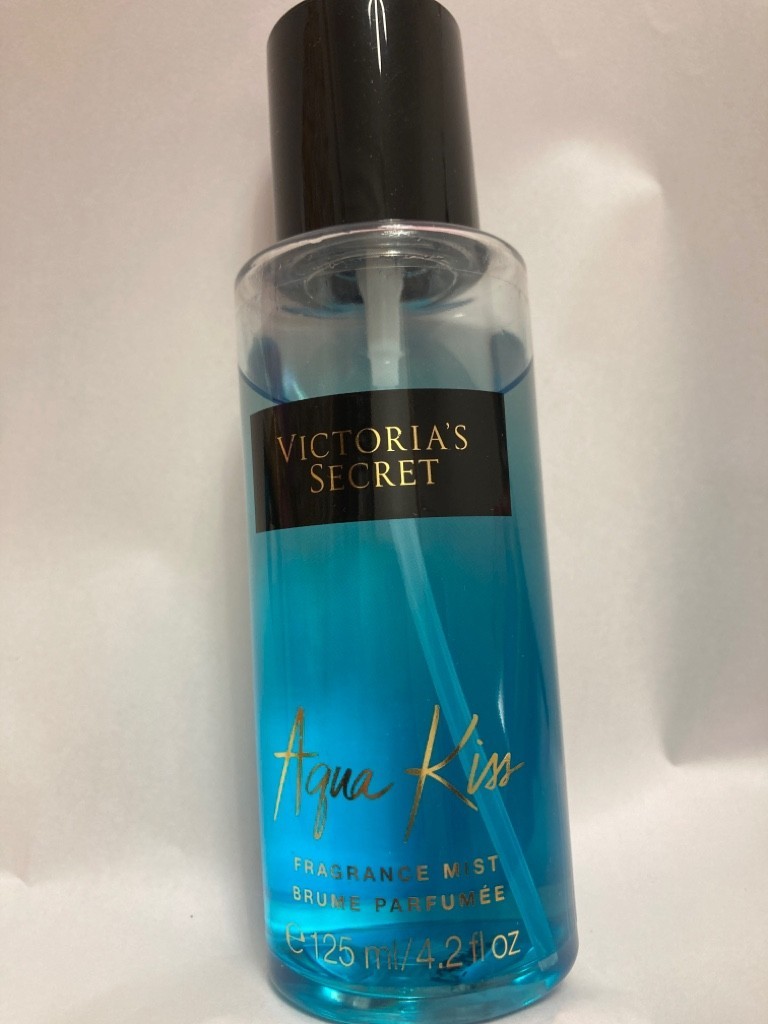 VICTORIA'S
SECRET
Aqua Kiss
FRAGRANCE MIST
BRUME PARFUMÉE
℮125 ml/4.2 fl oz